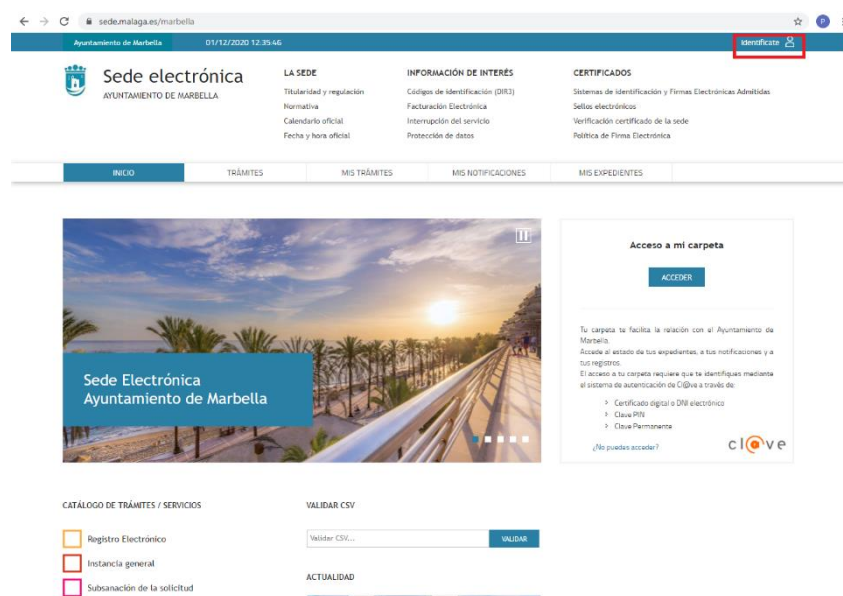 sede.malaga.es/marbella
P
Ayuntamiento de Marbella
01/12/2020 12:35:46
Identifícate
Sede electrónica
AYUNTAMIENTO DE MARBELLA
LA SEDE
Titularidad y regulación
Normativa
Calendario oficial
Fecha y hora oficial
INFORMACIÓN DE INTERÉS
Códigos de identificación (DIR3)
Facturación Electrónica
Interrupción del servicio
Protección de datos
CERTIFICADOS
Sistemas de identificación y Firmas Electrónicas Admitidas
Sellos electrónicos
Verificación certificado de la sede
Política de Firma Electrónica
INICIO
TRÁMITES
MIS TRÁMITES
MIS NOTIFICACIONES
MIS EXPEDIENTES
Sede Electrónica
Ayuntamiento de Marbella
Acceso a mi carpeta
ACCEDER
Tu carpeta te facilita la relación con el Ayuntamiento de
Marbella.
Accede al estado de tus expedientes, a tus notificaciones y a
tus registros.
El acceso a tu carpeta requiere que te identifiques mediante
el sistema de autenticación de Cl@ve a través de:
Certificado digital o DNI electrónico
Clave PIN
Clave Permanente
¿No puedes acceder?
cl@ve
CATÁLOGO DE TRÁMITES / SERVICIOS
Registro Electrónico
Instancia general
Subsanación de la solicitud
VALIDAR CSV
Validar CSV...
VALIDAR
ACTUALIDAD